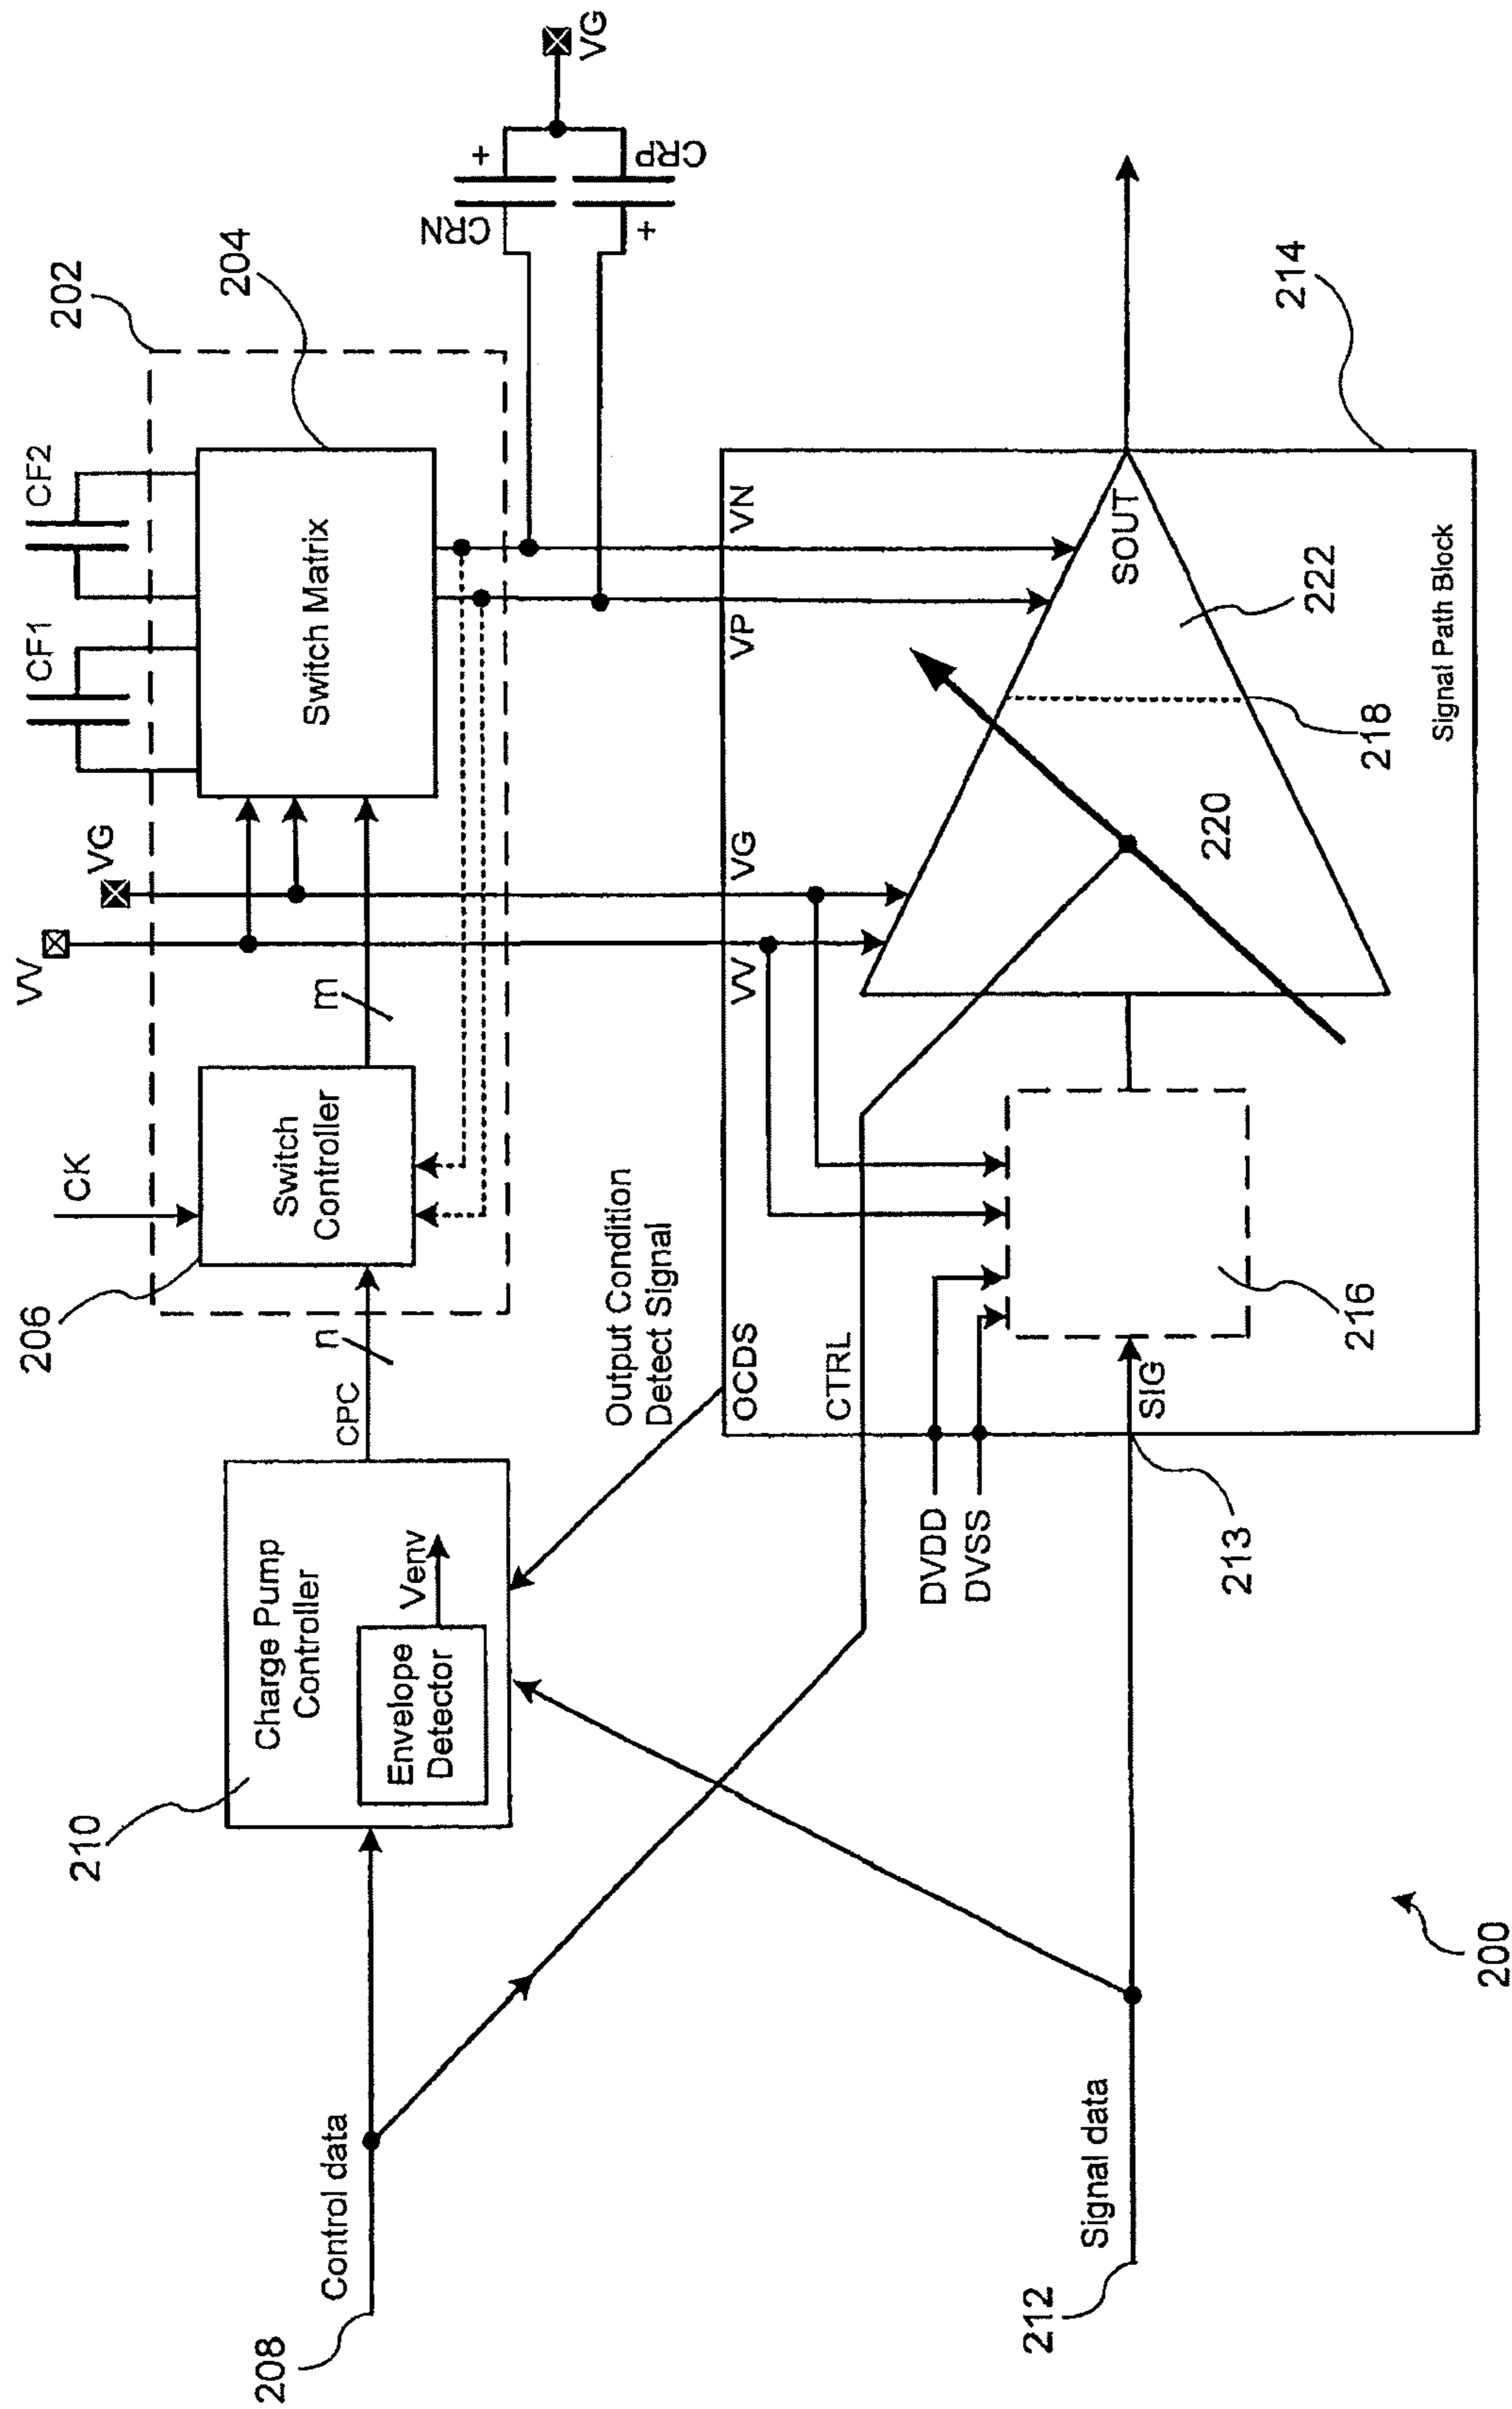 CF1
CF2
202
204
VV
VG
CK
206
Switch
Controller
m
Switch Matrix
CRN
+
CRP
+
VG
210
Charge Pump
Controller
Envelope
Detector
Venv
CPC
n
Output Condition
Detect Signal
208
Control data
OCDS
VV
VG
VP
VN
214
CTRL
DVDD
DVSS
SOUT
222
220
218
SIG
216
213
Signal Path Block
212
Signal data
200